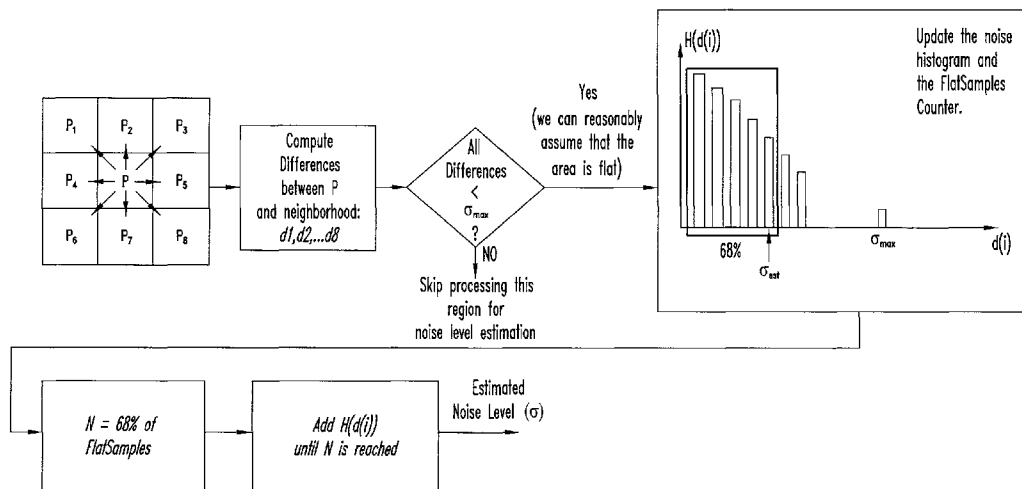 P1 P2 P3
P4 P P5
P6 P7 P8
Compute
Differences
between P
and neighborhood:
d1,d2,...d8
All
Differences
<
σmax
?
NO
Skip processing this
region for
noise level estimation
Yes
(we can reasonably
assume that the
area is flat)
H(d(i))
Update the noise
histogram and
the FlatSamples
Counter.
68%
σest
σmax
d(i)
N = 68% of
FlatSamples
Add H(d(i))
until N is reached
Estimated
Noise Level (σ)